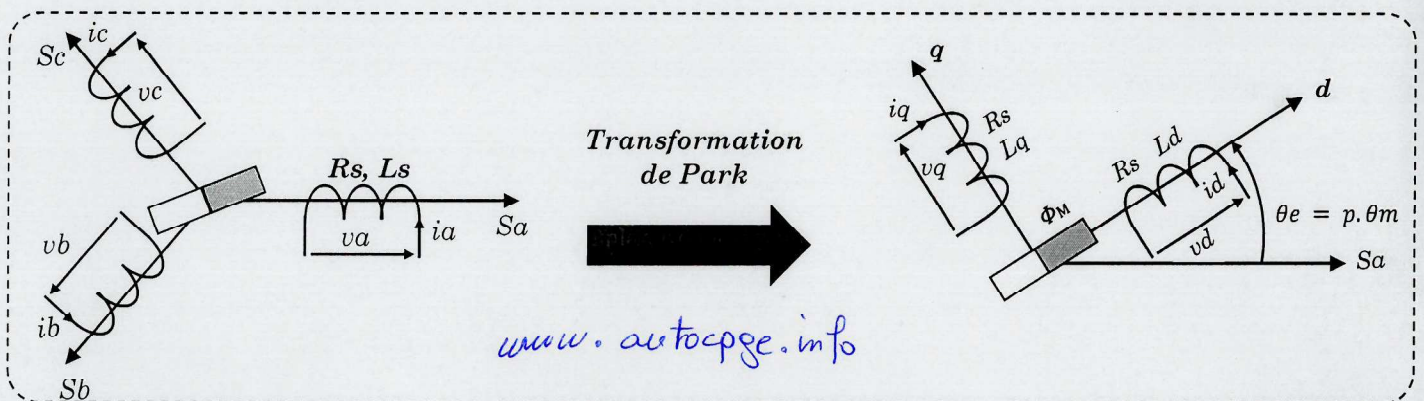 Sc
ic
vc
Rs, Ls
va
ia
Sa
vb
ib
Sb
Transformation
de Park
www.autocpge.info
q
iq
Rs
Lq
vq
d
Rs Ld
id
vd
ΦM
θe = p.θm
Sa